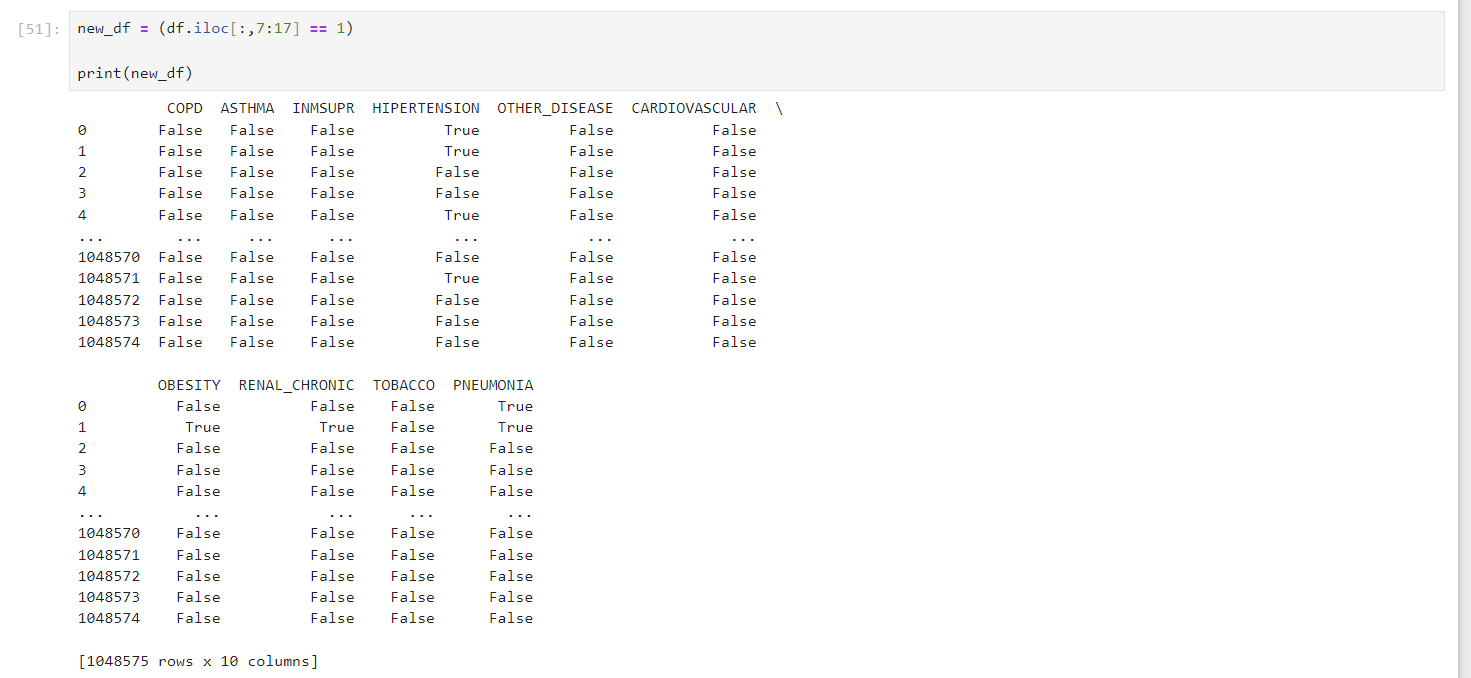 [51]: new_df = (df.iloc[:,7:17] == 1)
print(new_df)
COPD ASTHMA INMSUPR HIPERTENSION OTHER_DISEASE CARDIOVASCULAR \
0 False False False True False False
1 False False False True False False
2 False False False False False False
3 False False False False False False
4 False False False True False False
... ... ... ... ... ... ...
1048570 False False False False False False
1048571 False False False True False False
1048572 False False False False False False
1048573 False False False False False False
1048574 False False False False False False
OBESITY RENAL_CHRONIC TOBACCO PNEUMONIA
0 False False False True
1 True True False True
2 False False False False
3 False False False False
4 False False False False
... ... ... ... ...
1048570 False False False False
1048571 False False False False
1048572 False False False False
1048573 False False False False
1048574 False False False False
[1048575 rows x 10 columns]